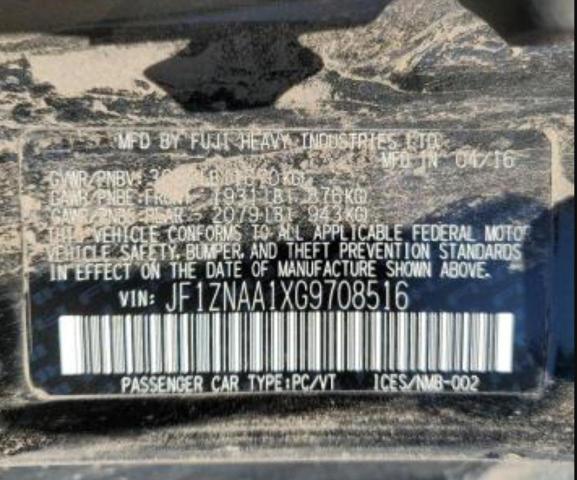 MFD BY FUJI HEAVY INDUSTRIES LTD.
MFD IN 04/16
GVWR/PNBV:
GAWR/PNBE-FRONT 1931LB( 876KG)
GAWR/PNBE-REAR 2079LB( 943KG)
THIS VEHICLE CONFORMS TO ALL APPLICABLE FEDERAL MOTOR
VEHICLE SAFETY, BUMPER, AND THEFT PREVENTION STANDARDS
IN EFFECT ON THE DATE OF MANUFACTURE SHOWN ABOVE.
VIN: JF1ZNAA1XG9708516
PASSENGER CAR TYPE:PC/VT ICES/NMB-002